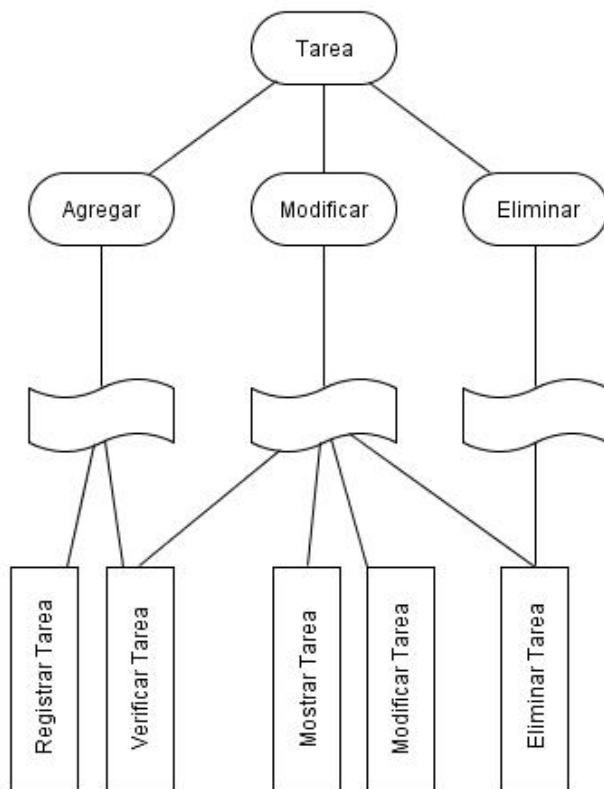 Tarea
Agregar
Modificar
Eliminar
Registrar Tarea
Verificar Tarea
Mostrar Tarea
Modificar Tarea
Eliminar Tarea